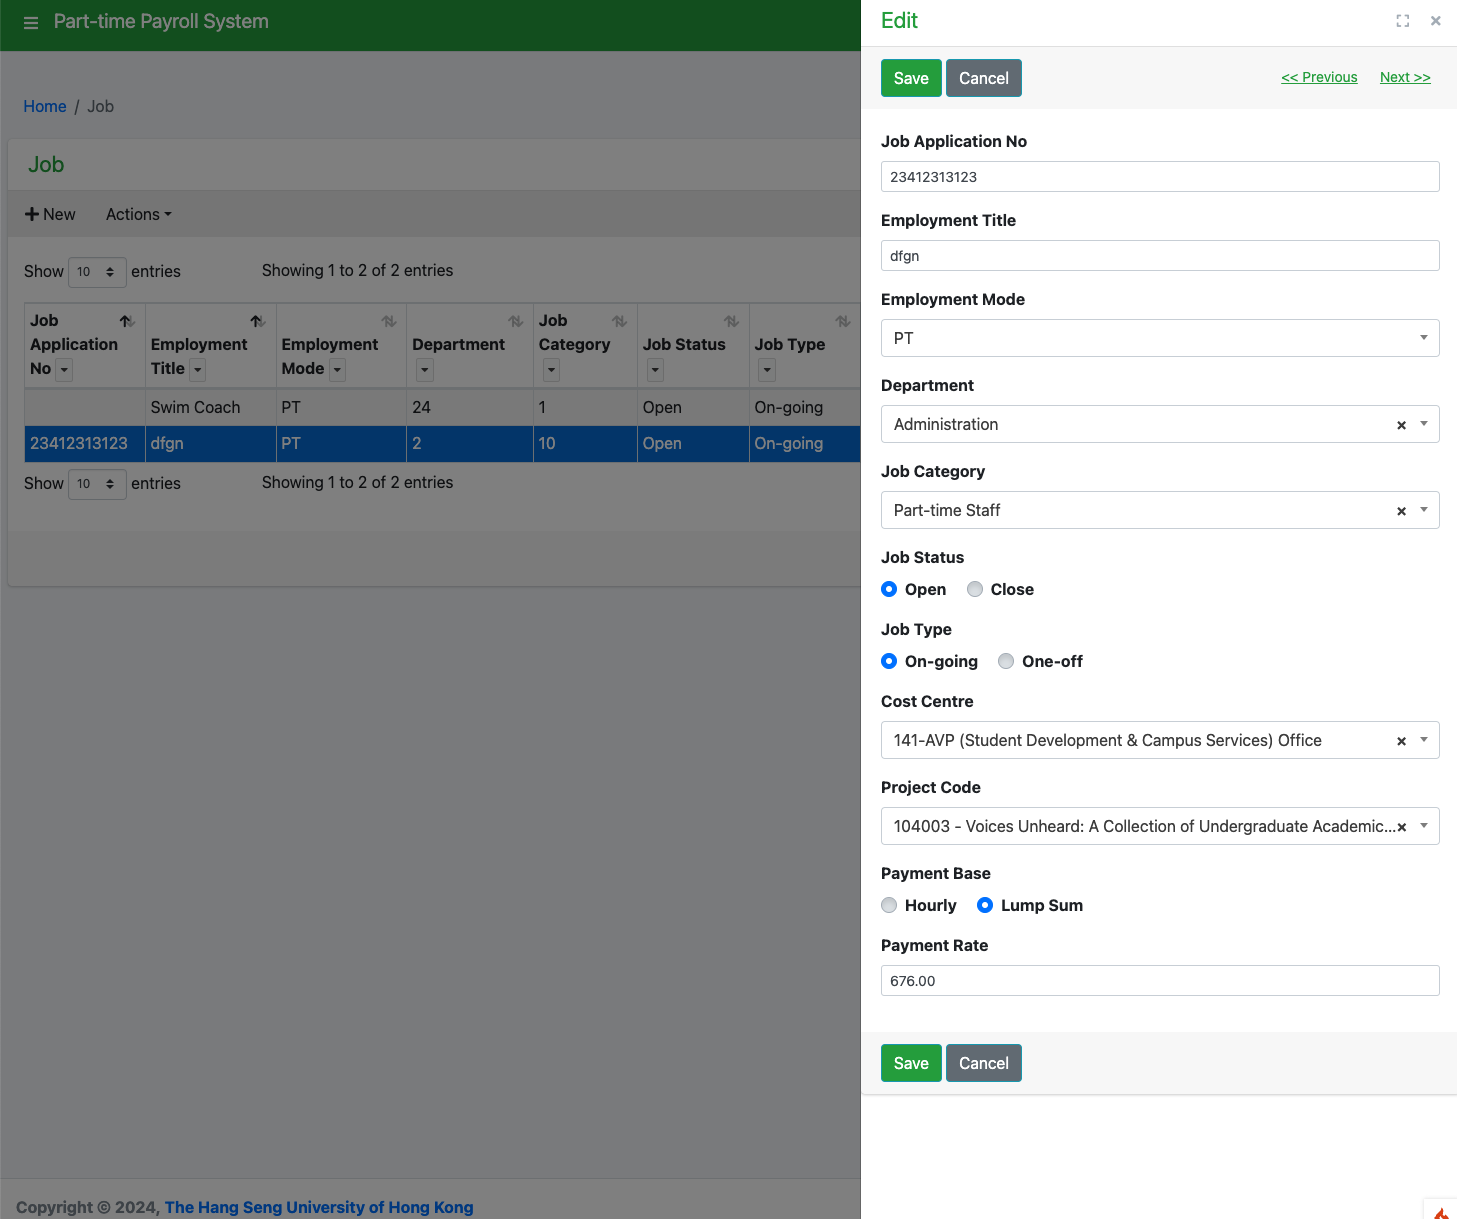 Part-time Payroll System
Home / Job
Job
New Actions
Show 10 entries Showing 1 to 2 of 2 entries
Job Application No Employment Title Employment Mode Department Job Category Job Status Job Type
Swim Coach PT 24 1 Open On-going
23412313123 dfgn PT 2 10 Open On-going
Show 10 entries Showing 1 to 2 of 2 entries
Copyright © 2024, The Hang Seng University of Hong Kong
Edit
Save Cancel << Previous Next >>
Job Application No
23412313123
Employment Title
dfgn
Employment Mode
PT
Department
Administration
Job Category
Part-time Staff
Job Status
Open Close
Job Type
On-going One-off
Cost Centre
141-AVP (Student Development & Campus Services) Office
Project Code
104003 - Voices Unheard: A Collection of Undergraduate Academic...
Payment Base
Hourly Lump Sum
Payment Rate
676.00
Save Cancel